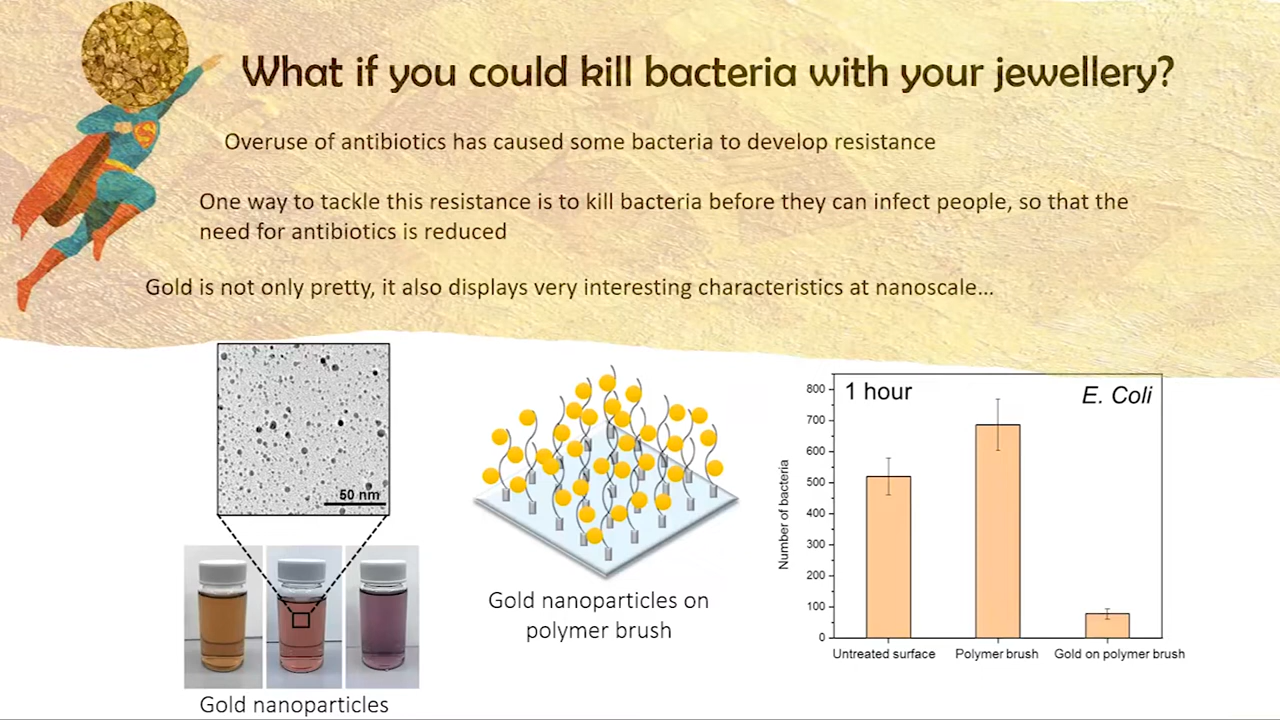 What if you could kill bacteria with your jewellery?
Overuse of antibiotics has caused some bacteria to develop resistance
One way to tackle this resistance is to kill bacteria before they can infect people, so that the
need for antibiotics is reduced
Gold is not only pretty, it also displays very interesting characteristics at nanoscale...
S
50 nm
Gold nanoparticles
Gold nanoparticles on
polymer brush
1 hour
E. Coli
Number of bacteria
800
700
600
500
400
300
200
100
0
Untreated surface
Polymer brush
Gold on polymer brush